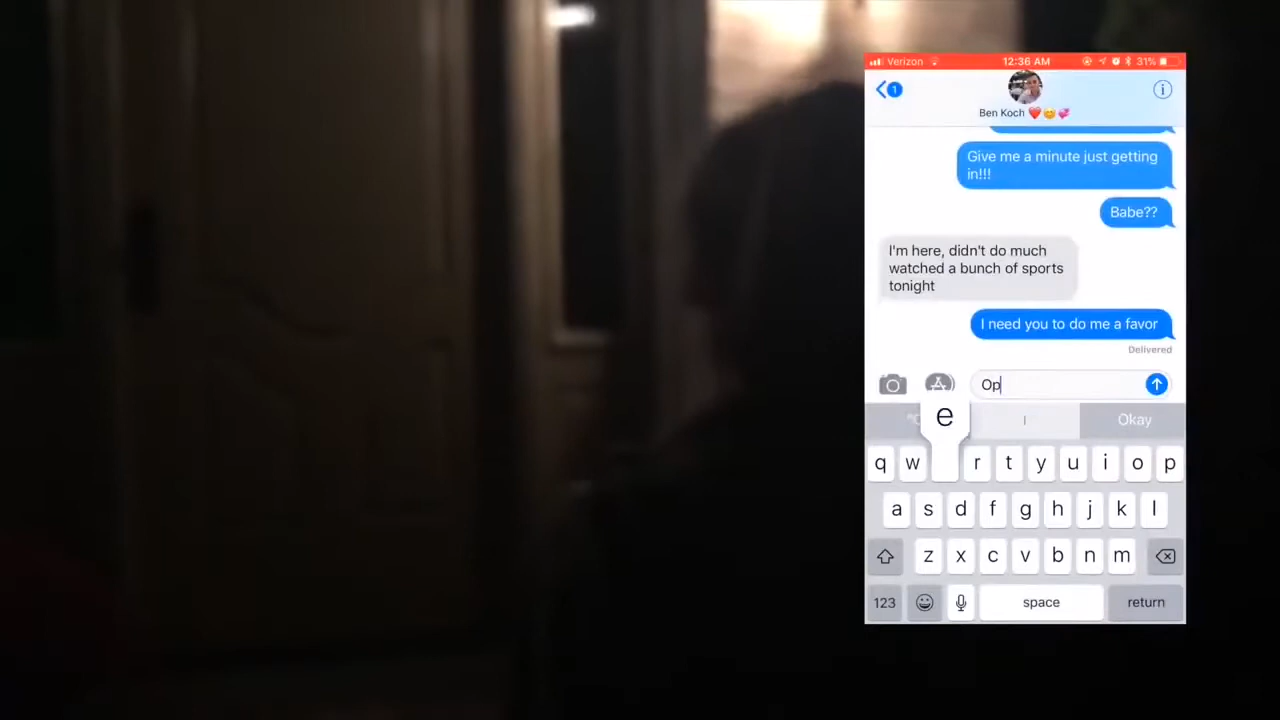 Verizon 12:36 AM 31%
1
Ben Koch ❤️😊💞
Give me a minute just getting
in!!!
Babe??
I'm here, didn't do much
watched a bunch of sports
tonight
I need you to do me a favor
Delivered
Op
e
I Okay
q w r t y u i o p
a s d f g h j k l
z x c v b n m
123 space return